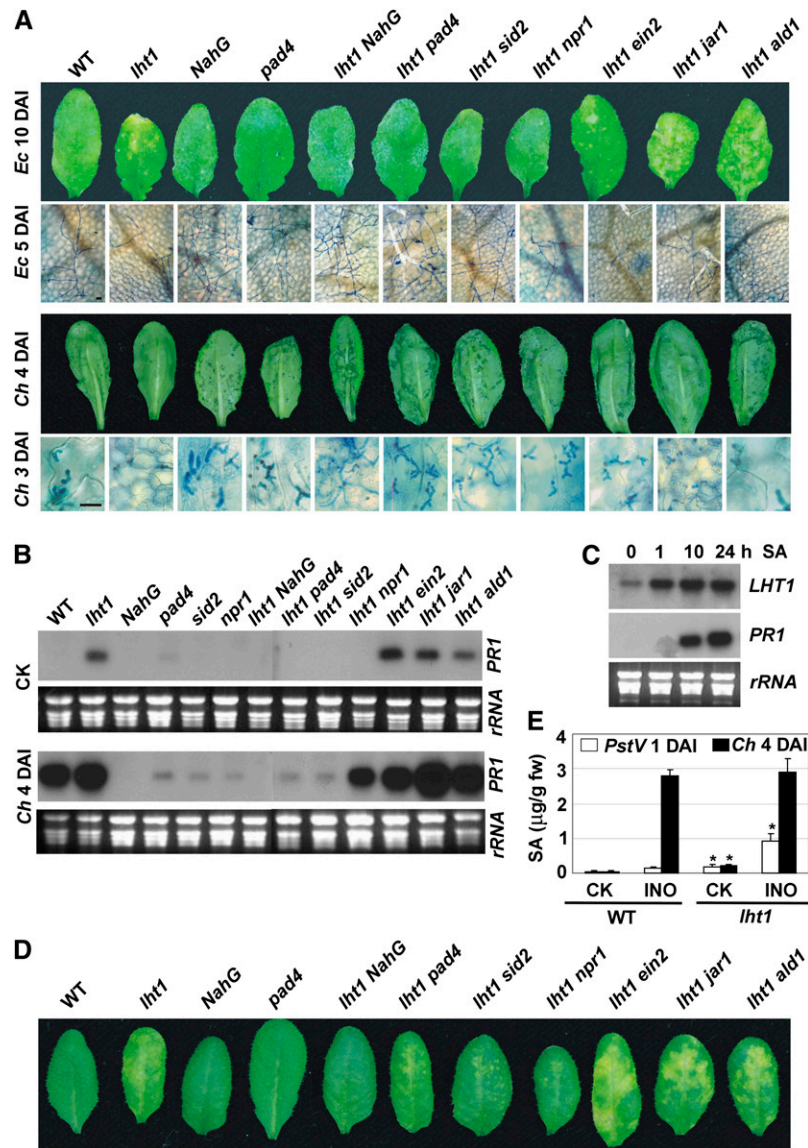 A
WT
lht1
NahG
pad4
lht1 NahG
lht1 pad4
lht1 sid2
lht1 npr1
lht1 ein2
lht1 jar1
lht1 ald1
Ec 10 DAI
Ec 5 DAI
Ch 4 DAI
Ch 3 DAI
B
WT
lht1
NahG
pad4
sid2
npr1
lht1 NahG
lht1 pad4
lht1 sid2
lht1 npr1
lht1 ein2
lht1 jar1
lht1 ald1
CK
PR1
rRNA
Ch 4 DAI
PR1
rRNA
C
0 1 10 24 h SA
LHT1
PR1
rRNA
E
PstV 1 DAI Ch 4 DAI
SA (µg/g fw)
4
3
2
1
0
* * *
CK INO CK INO
WT lht1
D
WT
lht1
NahG
pad4
lht1 NahG
lht1 pad4
lht1 sid2
lht1 npr1
lht1 ein2
lht1 jar1
lht1 ald1